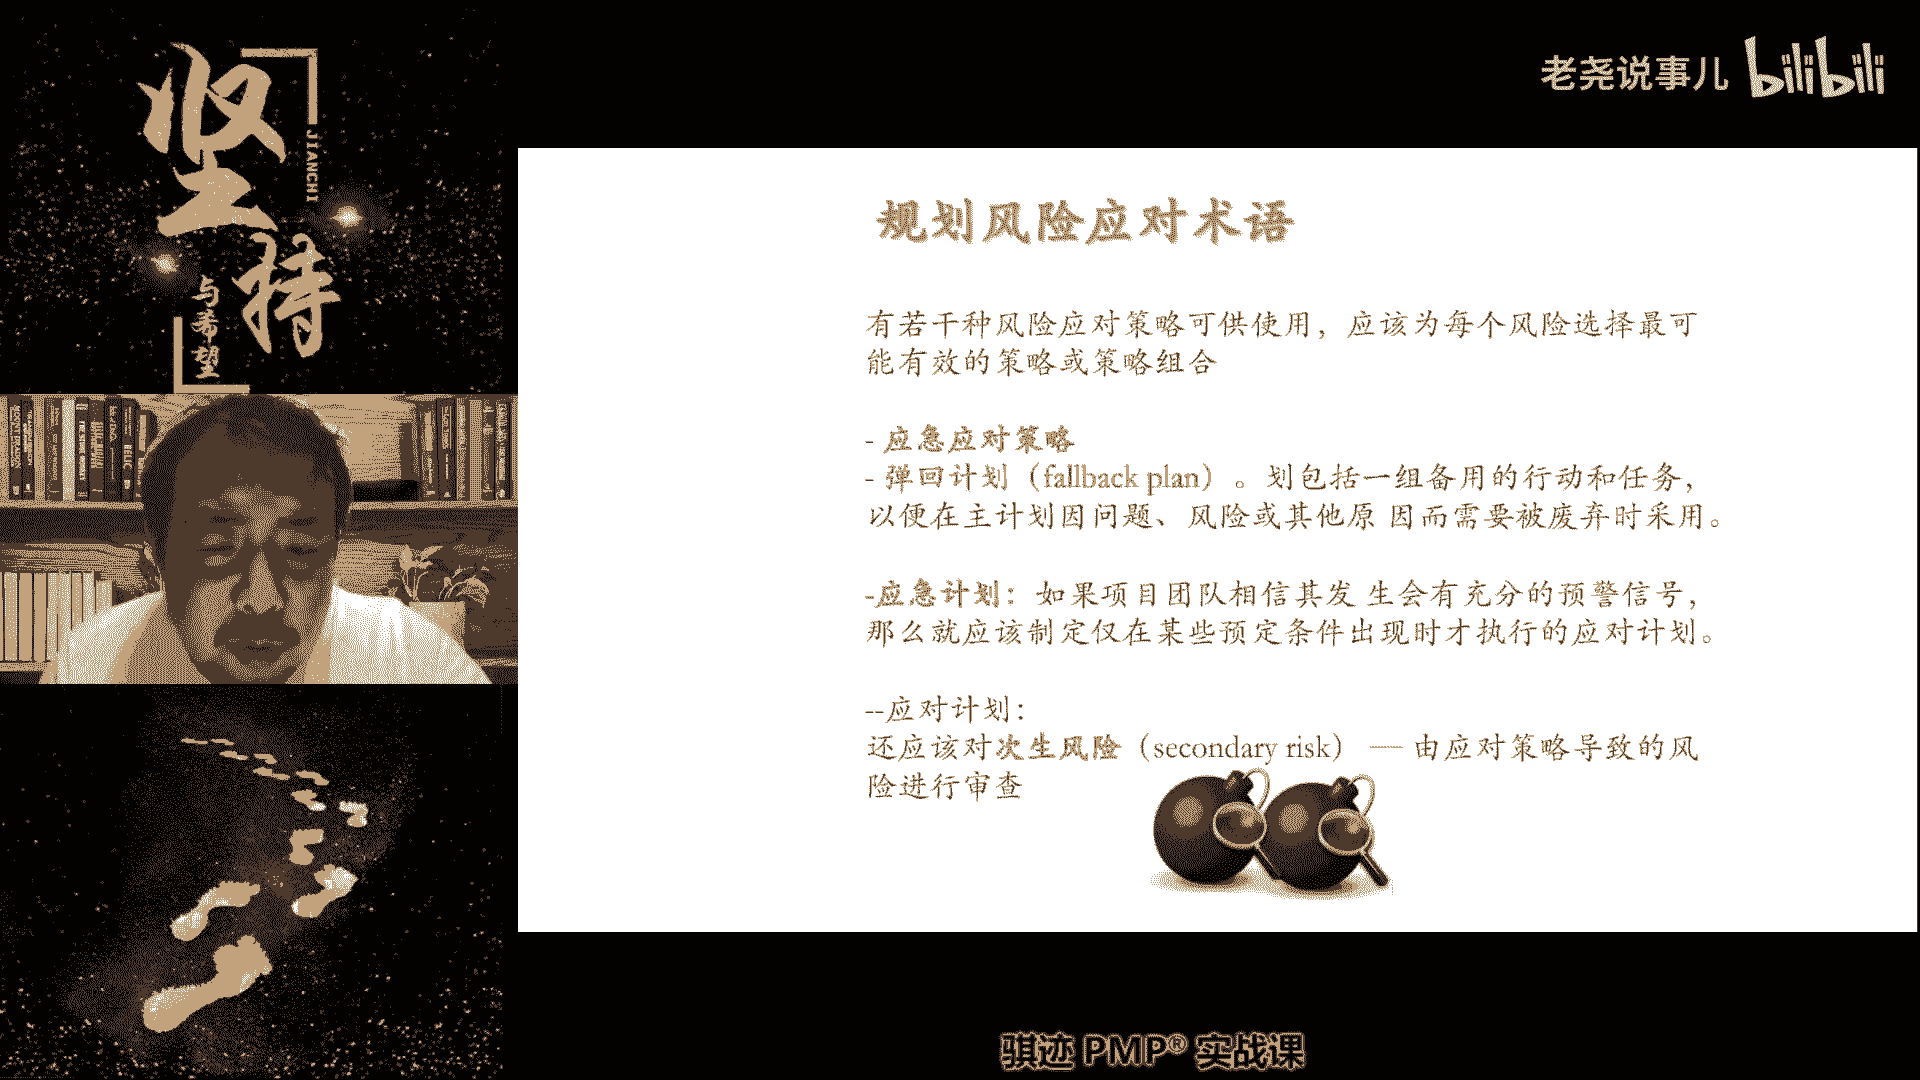 坚持
JIANCHI
与希望
老尧说事儿 bilibili
规划风险应对术语
有若干种风险应对策略可供使用，应该为每个风险选择最可
能有效的策略或策略组合
- 应急应对策略
- 弹回计划（fallback plan）。划包括一组备用的行动和任务，
以便在主计划因问题、风险或其他原 因而需要被废弃时采用。
-应急计划：如果项目团队相信其发 生会有充分的预警信号，
那么就应该制定仅在某些预定条件出现时才执行的应对计划。
--应对计划：
还应该对次生风险（secondary risk） — 由应对策略导致的风
险进行审查
骐迹 PMP® 实战课